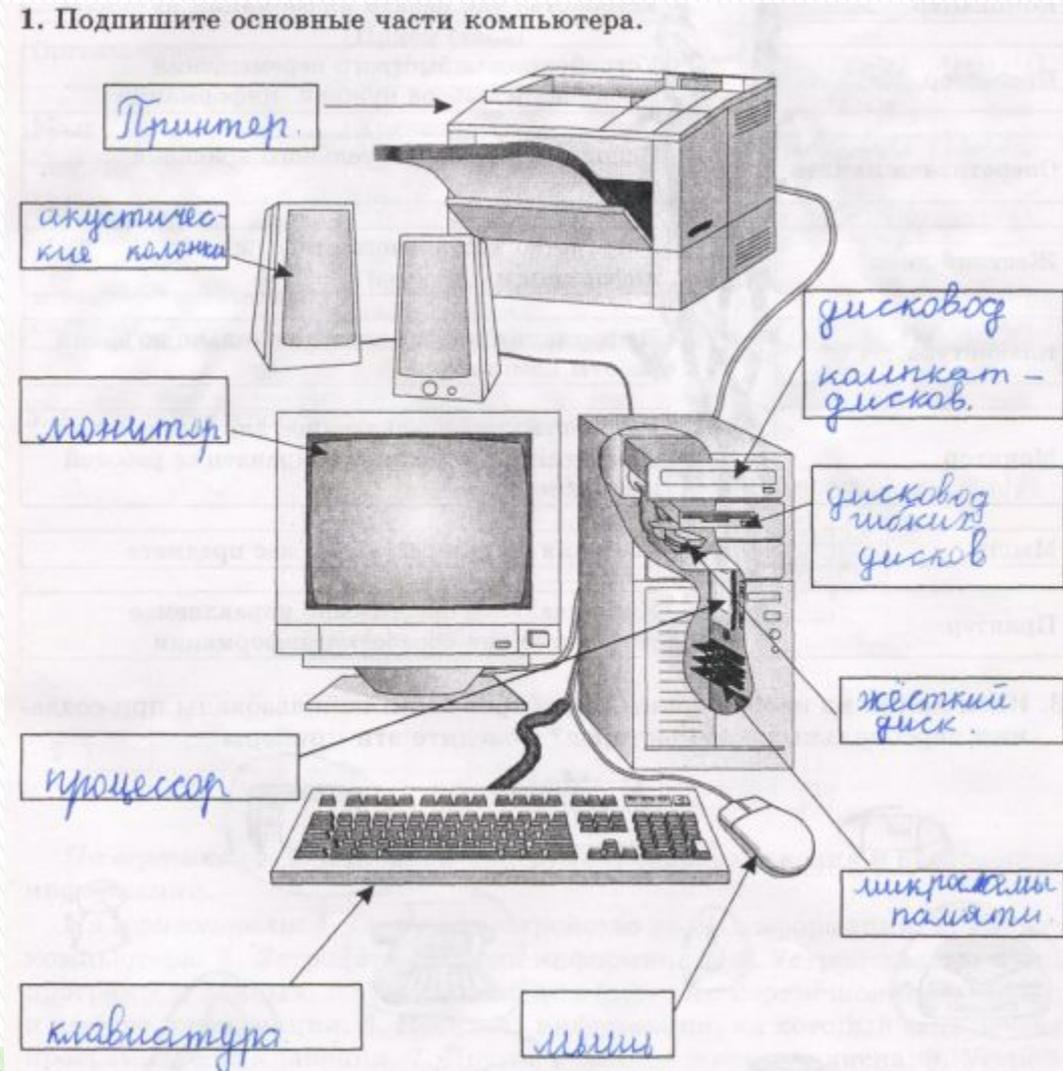 1. Подпишите основные части компьютера.
Принтер
акустичес-
кие колонки
дисковод
компкат -
дисков.
монитор
дисковод
гибких
дисков
жёсткий
диск
процессор
микросхемы
памяти
клавиатура
мышь